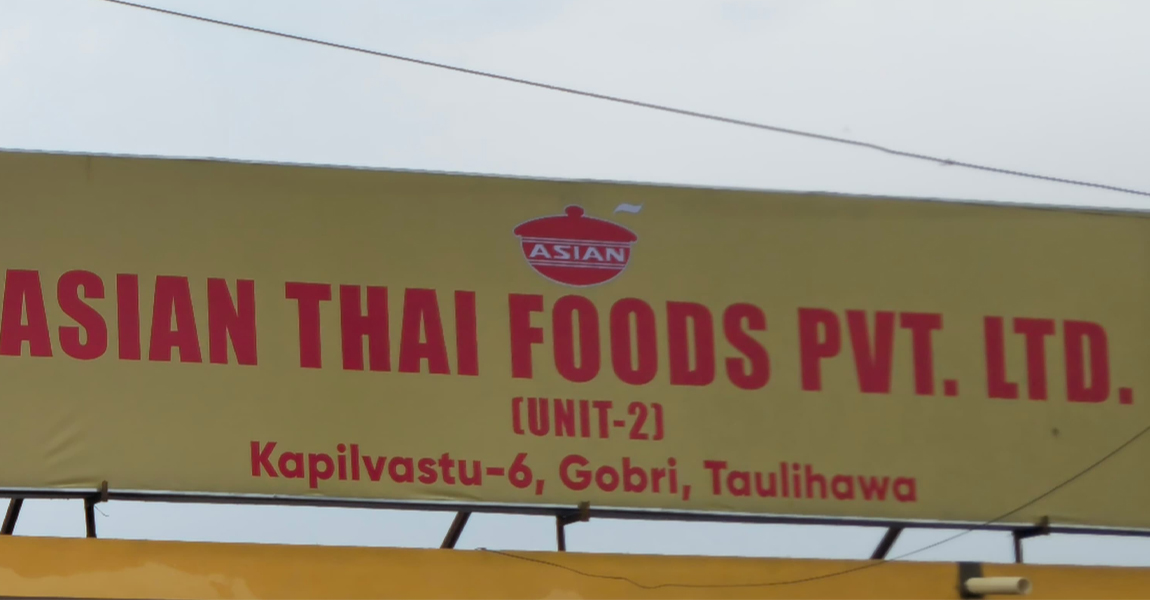 ASIAN
ASIAN THAI FOODS PVT. LTD.
(UNIT-2)
Kapilvastu-6, Gobri, Taulihawa